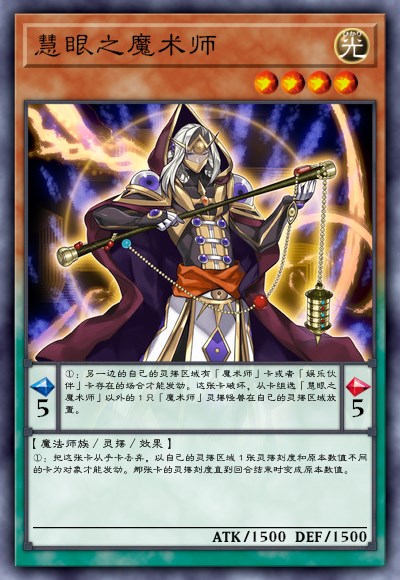 慧眼之魔术师
光
①：另一边的自己的灵摆区域有「魔术师」卡或者「娱乐伙
伴」卡存在的场合才能发动。这张卡破坏，从卡组选「慧眼之
魔术师」以外的1只「魔术师」灵摆怪兽在自己的灵摆区域放
置。
5
5
【魔法师族／灵摆／效果】
①：把这张卡从手卡丢弃，以自己的灵摆区域1张灵摆刻度和原本数值不同
的卡为对象才能发动。那张卡的灵摆刻度直到回合结束时变成原本数值。
ATK/1500 DEF/1500